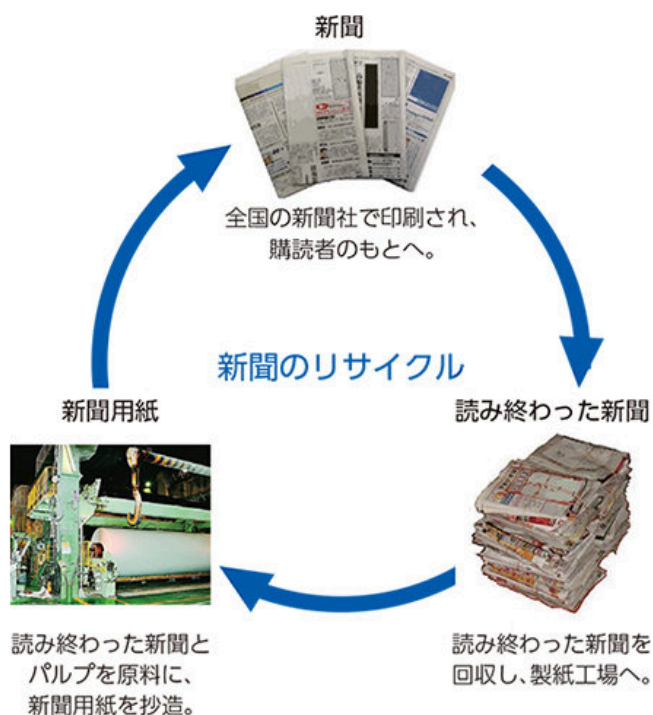 新聞
全国の新聞社で印刷され、
購読者のもとへ。
新聞のリサイクル
読み終わった新聞
読み終わった新聞を
回収し、製紙工場へ。
新聞用紙
読み終わった新聞と
パルプを原料に、
新聞用紙を抄造。